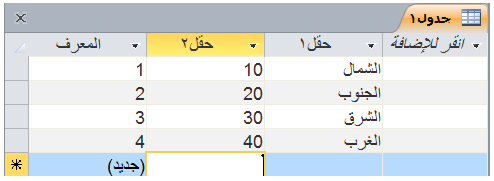 جدول١
المعرف حقل٢ حقل١ انقر للإضافة
1 10 الشمال
2 20 الجنوب
3 30 الشرق
4 40 الغرب
(جديد)